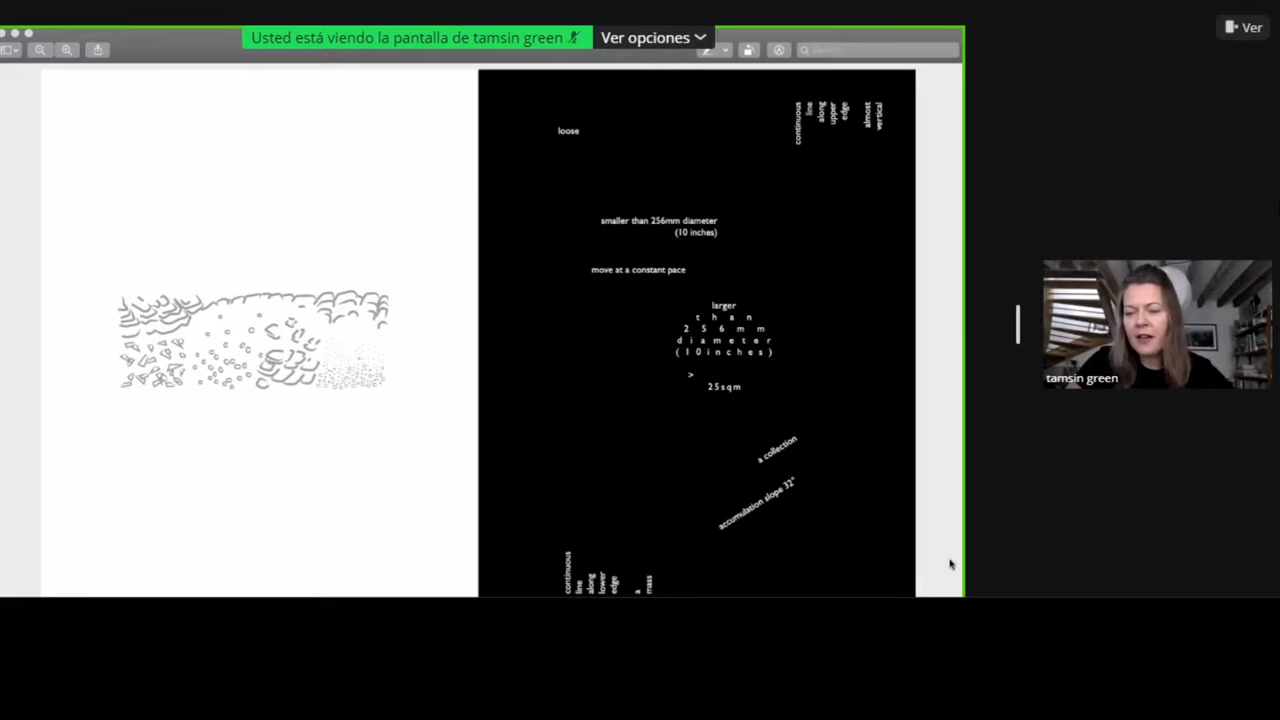 Usted está viendo la pantalla de tamsin green
Ver opciones
Ver
loose
continuous
line
along
upper
edge
almost
vertical
smaller than 256mm diameter
(10 inches)
move at a constant pace
larger
t h a n
2 5 6 m m
d i a m e t e r
( 1 0 i n c h e s )
>
2 5 s q m
a collection
accumulation slope 32°
continuous
line
along
lower
edge
a
mass
tamsin green